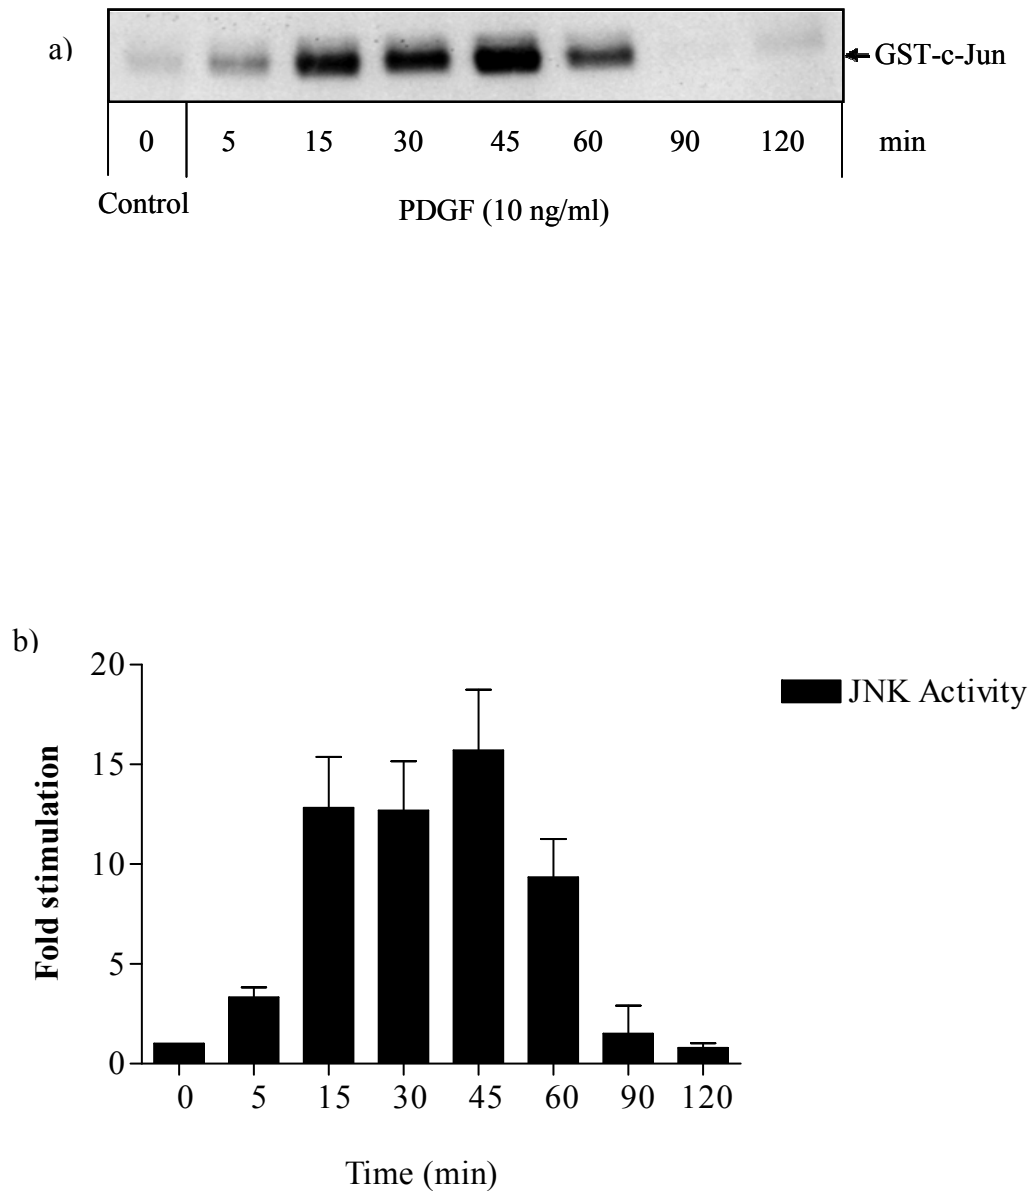 a)
GST-c-Jun
0 5 15 30 45 60 90 120 min
Control
PDGF (10 ng/ml)
b)
20
15
10
5
0
Fold stimulation
JNK Activity
0 5 15 30 45 60 90 120
Time (min)